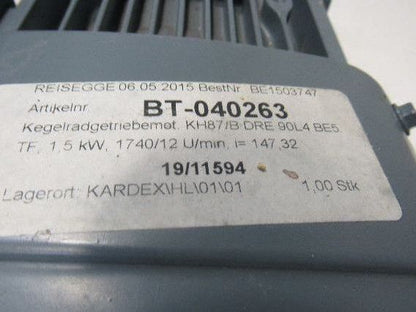 REISEGGE 06.05.2015 BestNr. BE1503747
Artikelnr. BT-040263
Kegelradgetriebemot. KH87/B DRE 90L4 BE5
TF, 1,5 kW, 1740/12 U/min, i= 147,32
19/11594
Lagerort: KARDEX\HL\01\01 1,00 Stk